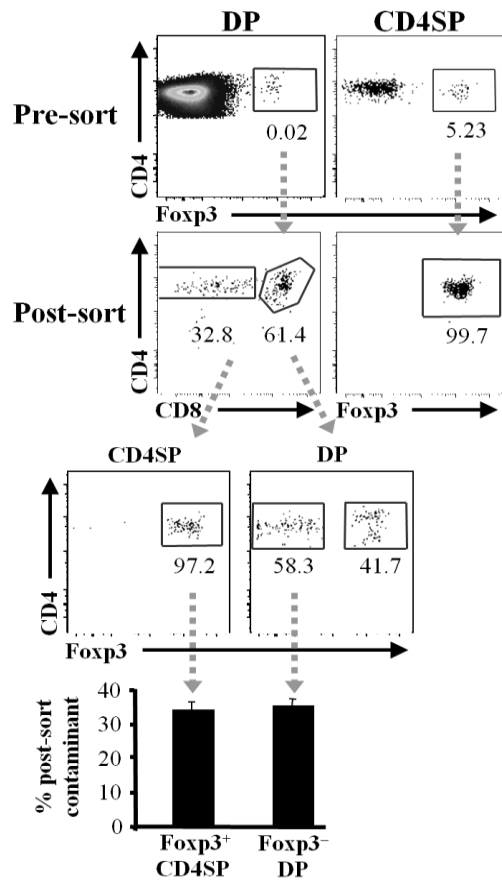 DP CD4SP
Pre-sort
CD4
0.02 5.23
Foxp3
Post-sort
CD4
32.8 61.4 99.7
CD8 Foxp3
CD4SP DP
CD4
97.2 58.3 41.7
Foxp3
% post-sort
contaminant
40
30
20
10
0
Foxp3⁺ Foxp3⁻
CD4SP DP